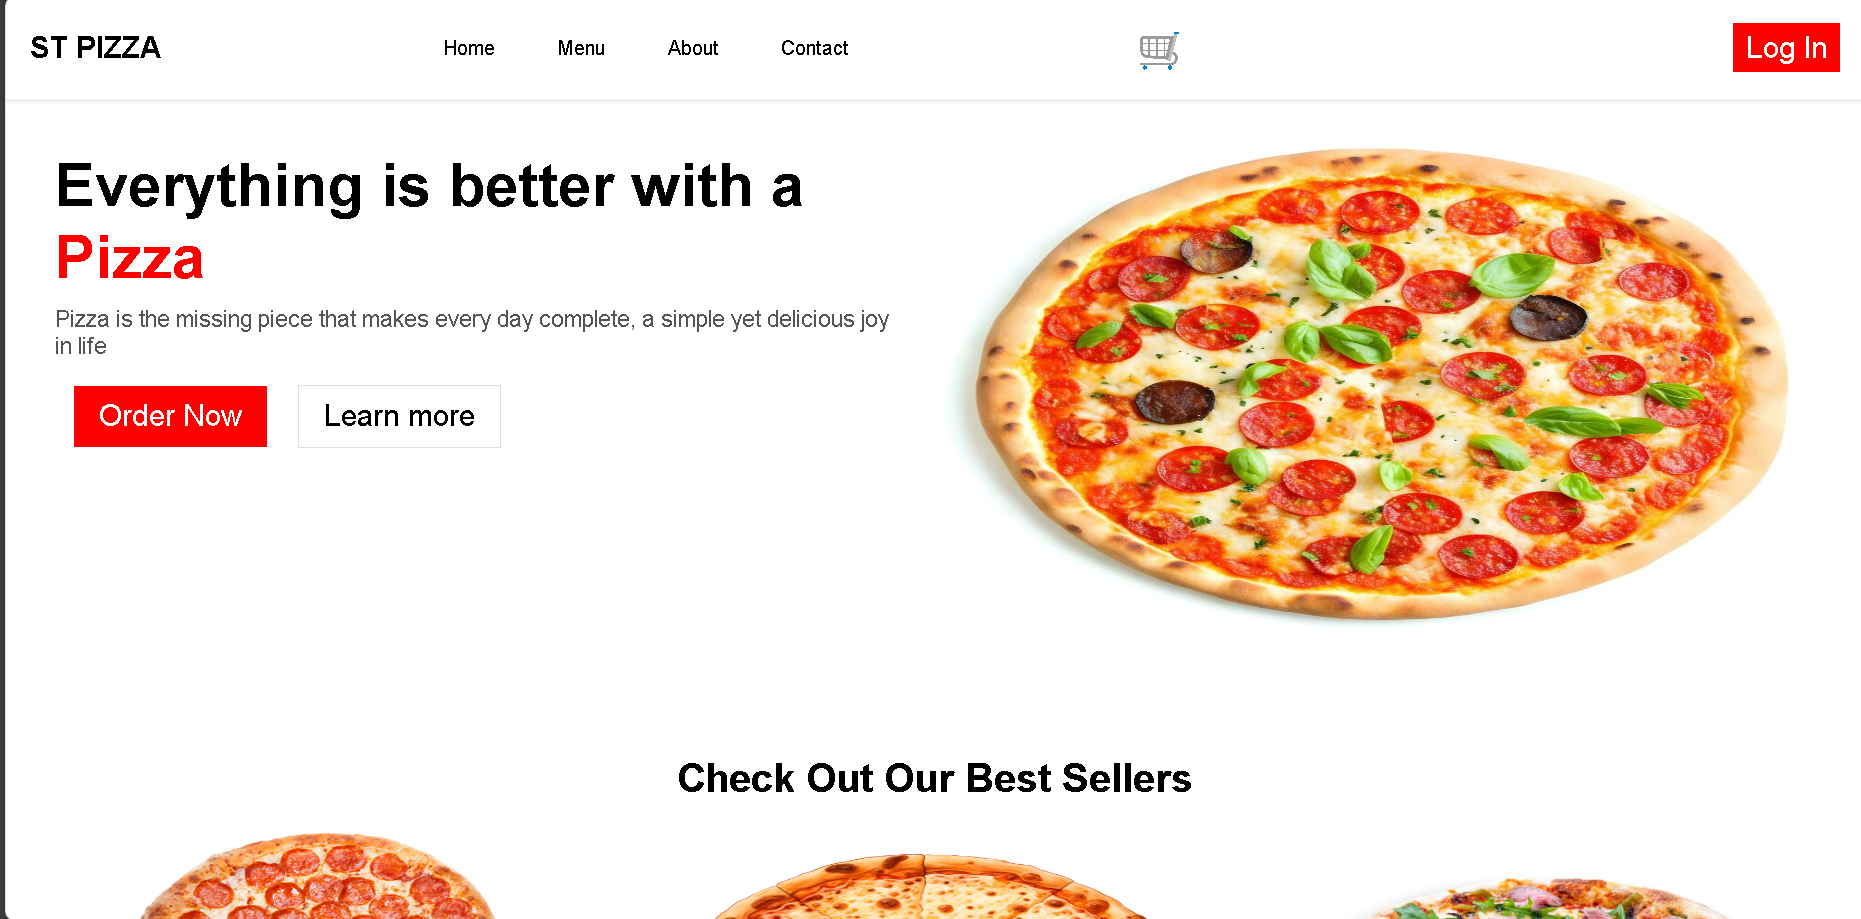 ST PIZZA
Home
Menu
About
Contact
Log In
Everything is better with a
Pizza
Pizza is the missing piece that makes every day complete, a simple yet delicious joy
in life
Order Now
Learn more
Check Out Our Best Sellers